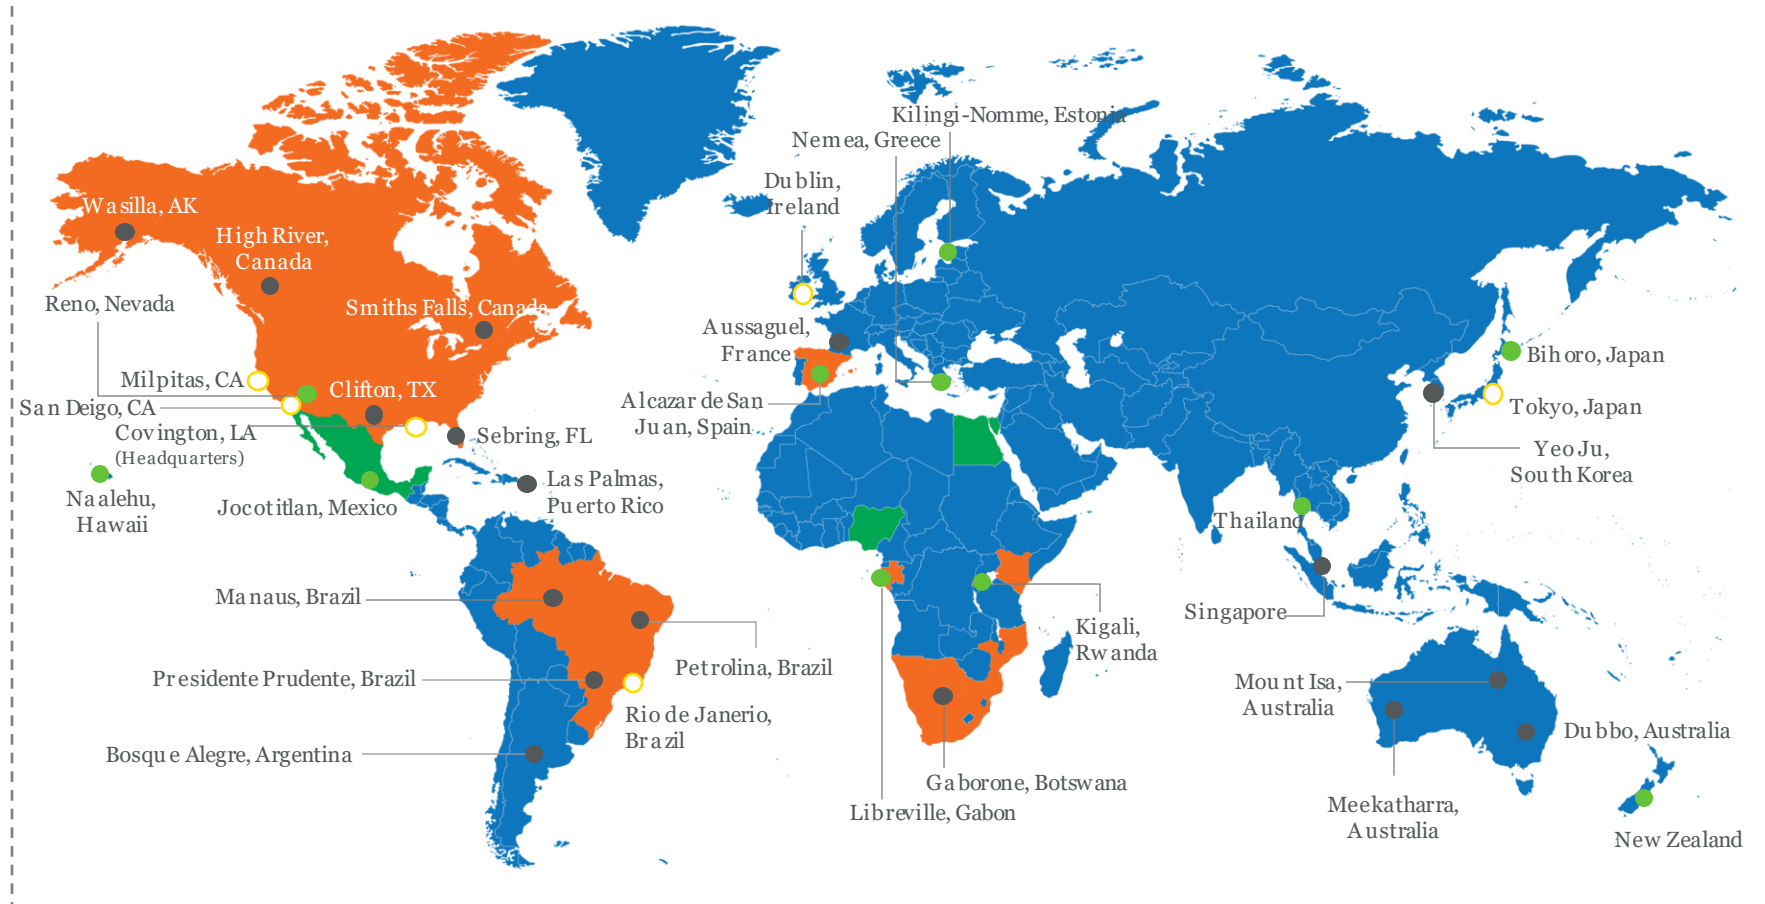 Kilingi-Nomme, Estonia
Nemea, Greece
Dublin,
Ireland
Wasilla, AK
High River,
Canada
Reno, Nevada
Smiths Falls, Canada
Aussaguel,
France
Bihoro, Japan
Milpitas, CA
Clifton, TX
San Deigo, CA
Alcazar de San
Juan, Spain
Tokyo, Japan
Covington, LA
(Headquarters)
Sebring, FL
Yeo Ju,
South Korea
Las Palmas,
Puerto Rico
Naalehu,
Hawaii
Jocotitlan, Mexico
Thailand
Manaus, Brazil
Singapore
Kigali,
Rwanda
Petrolina, Brazil
Presidente Prudente, Brazil
Mount Isa,
Australia
Rio de Janerio,
Brazil
Dubbo, Australia
Bosque Alegre, Argentina
Gaborone, Botswana
Libreville, Gabon
Meekatharra,
Australia
New Zealand